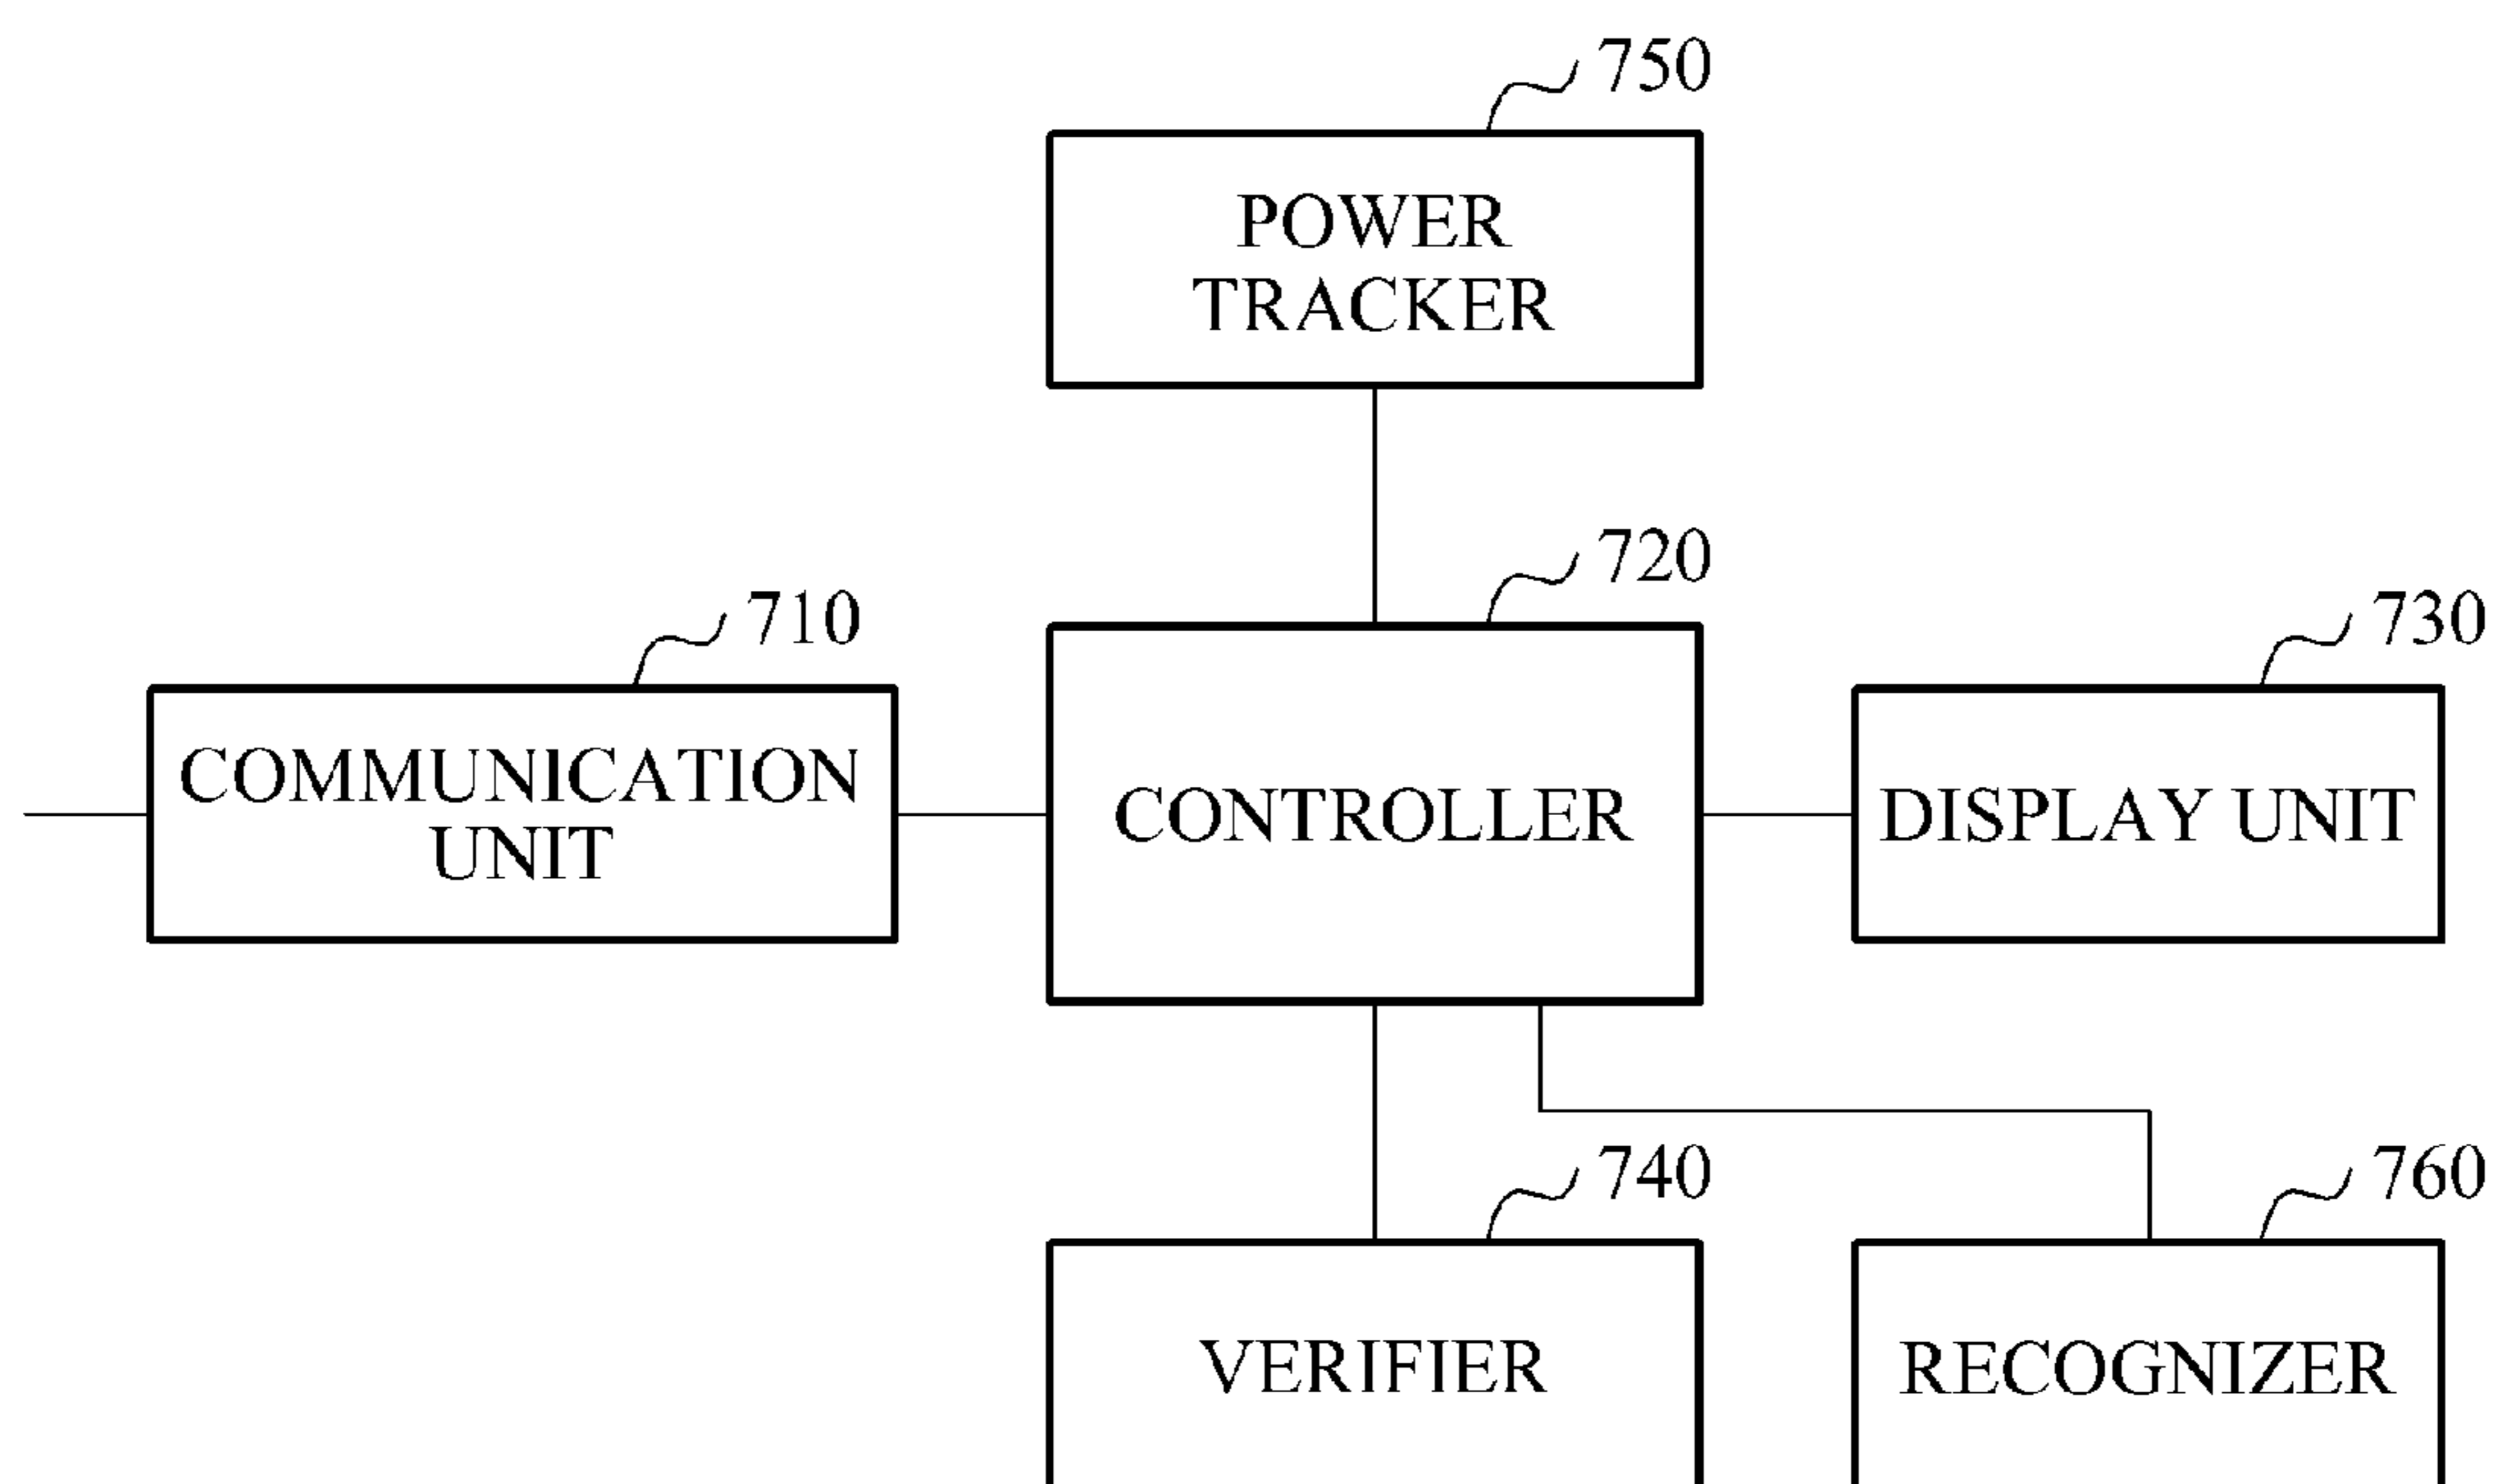 750
POWER
TRACKER
720
710
730
COMMUNICATION
UNIT
CONTROLLER
DISPLAY UNIT
740
760
VERIFIER
RECOGNIZER